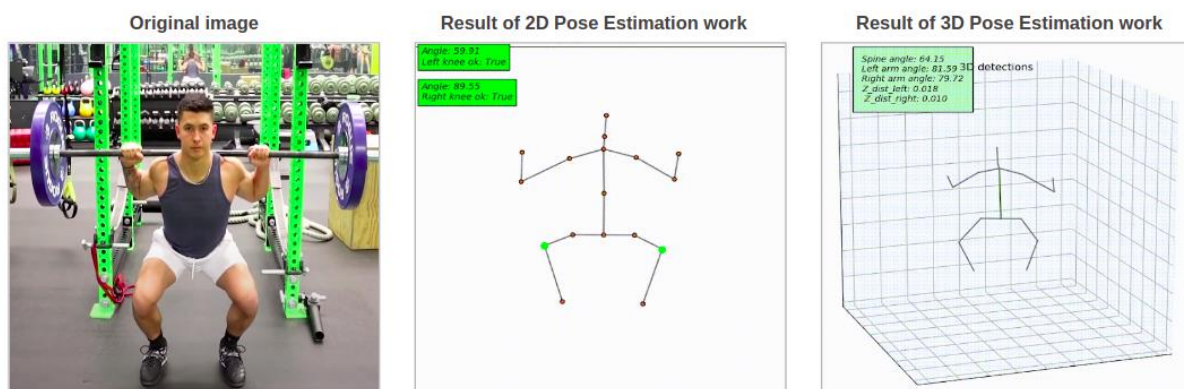 Original image
Result of 2D Pose Estimation work
Result of 3D Pose Estimation work
Angle: 59.91
Left knee ok: True
Angle: 89.55
Right knee ok: True
Spine angle: 64.15
Left arm angle: 81.59
Right arm angle: 79.72
Z_dist_left: 0.018
Z_dist_right: 0.010
3D detections